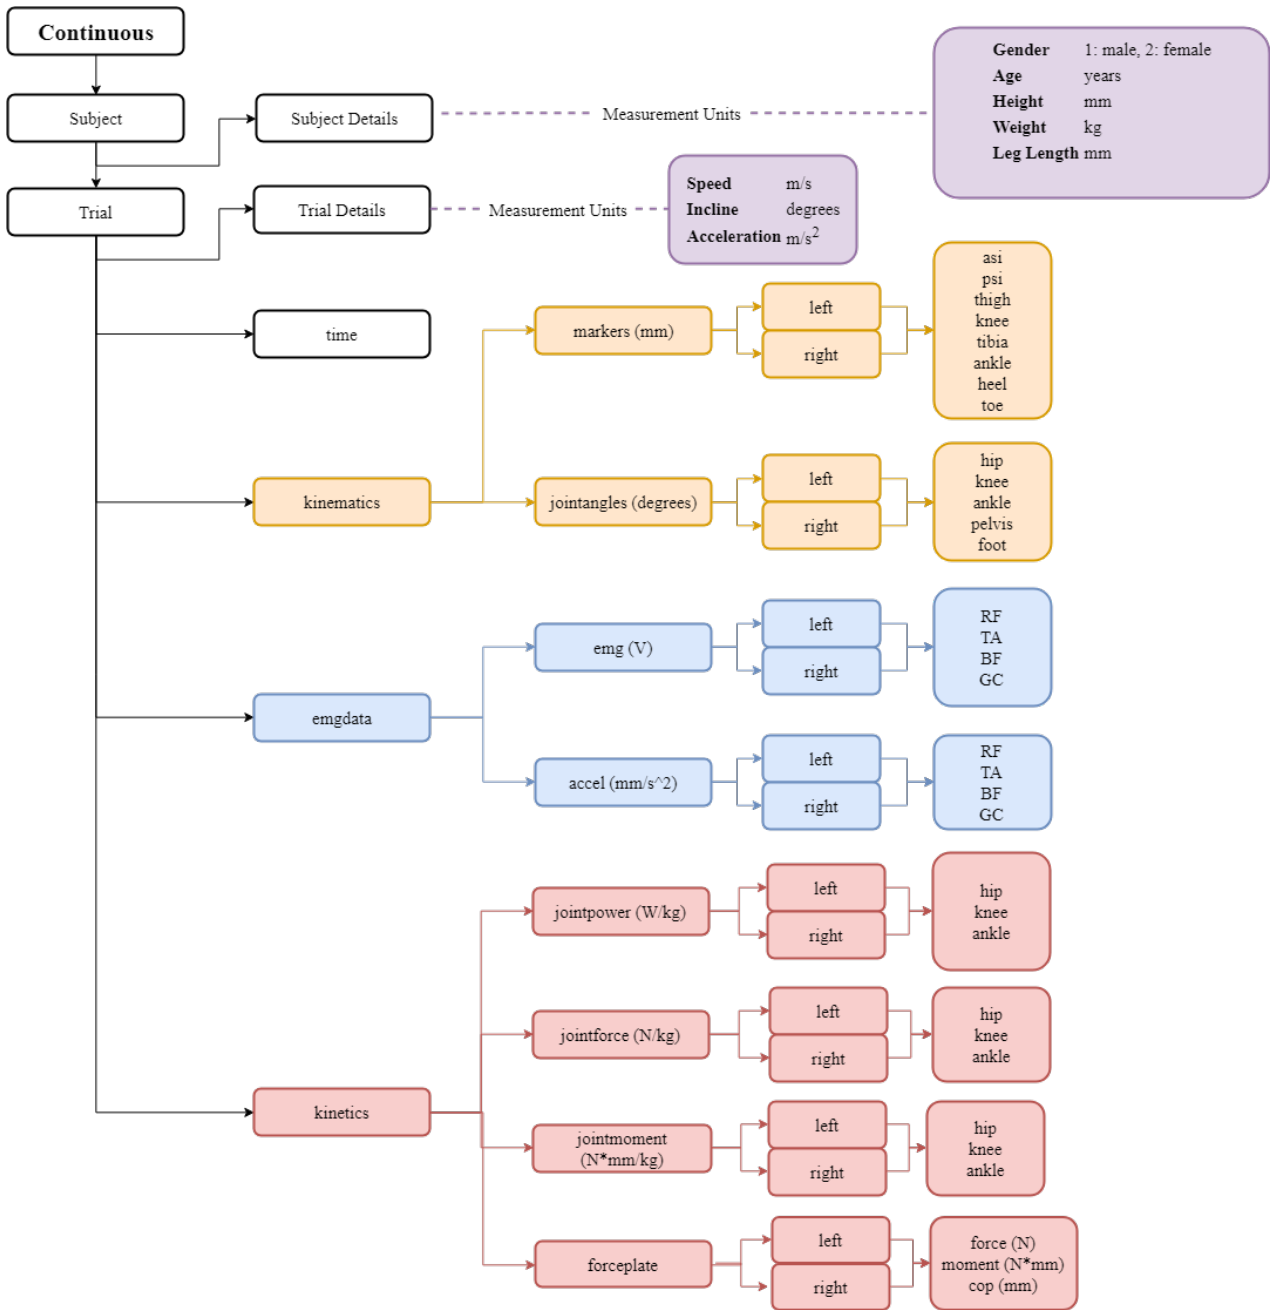 Continuous
Subject
Subject Details
Measurement Units
Gender 1: male, 2: female
Age years
Height mm
Weight kg
Leg Length mm
Trial
Trial Details
Measurement Units
Speed m/s
Incline degrees
Acceleration m/s2
time
kinematics
markers (mm)
left
right
asi
psi
thigh
knee
tibia
ankle
heel
toe
jointangles (degrees)
left
right
hip
knee
ankle
pelvis
foot
emgdata
emg (V)
left
right
RF
TA
BF
GC
accel (mm/s^2)
left
right
RF
TA
BF
GC
kinetics
jointpower (W/kg)
left
right
hip
knee
ankle
jointforce (N/kg)
left
right
hip
knee
ankle
jointmoment
(N*mm/kg)
left
right
hip
knee
ankle
forceplate
left
right
force (N)
moment (N*mm)
cop (mm)